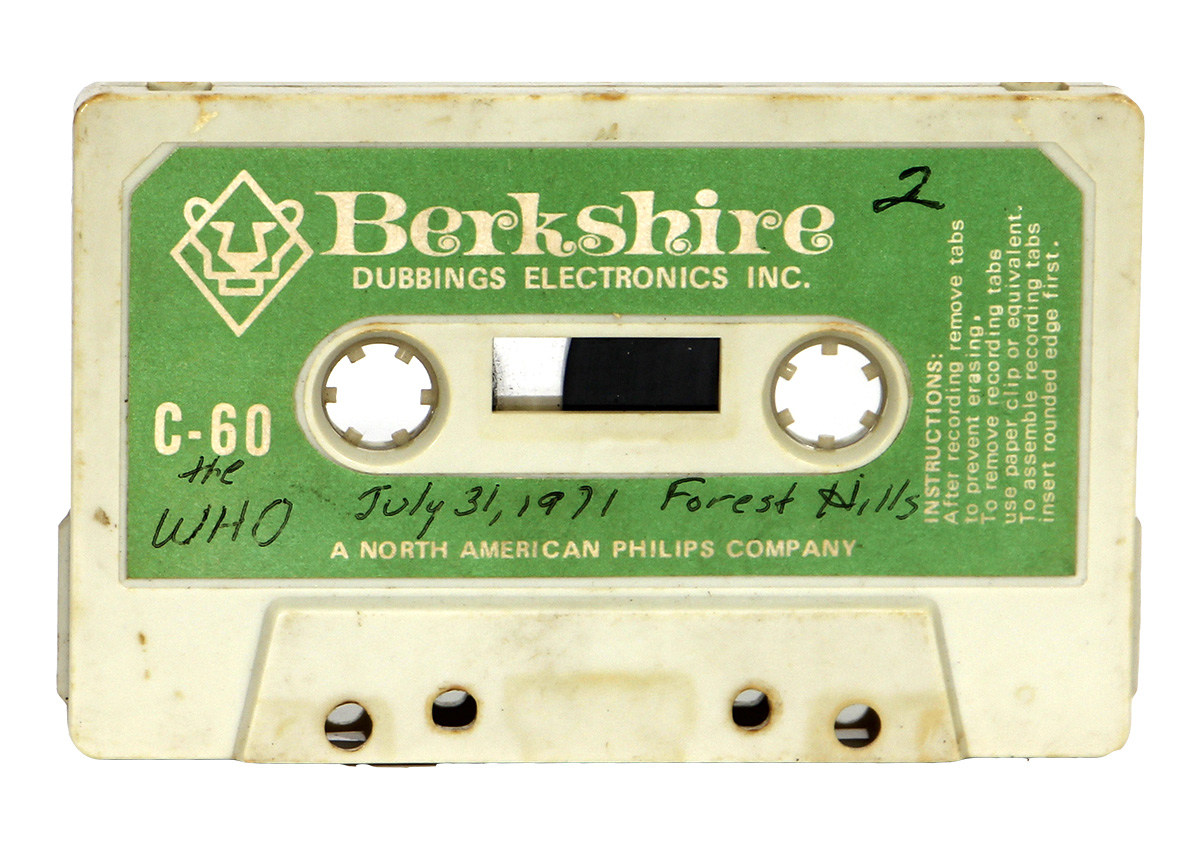 2
Berkshire
DUBBINGS ELECTRONICS INC.
C-60
the
WHO
July 31, 1971 Forest Hills
A NORTH AMERICAN PHILIPS COMPANY
INSTRUCTIONS:
After recording remove tabs
to prevent erasing.
To remove recording tabs
use paper clip or equivalent.
To assemble recording tabs
insert rounded edge first.